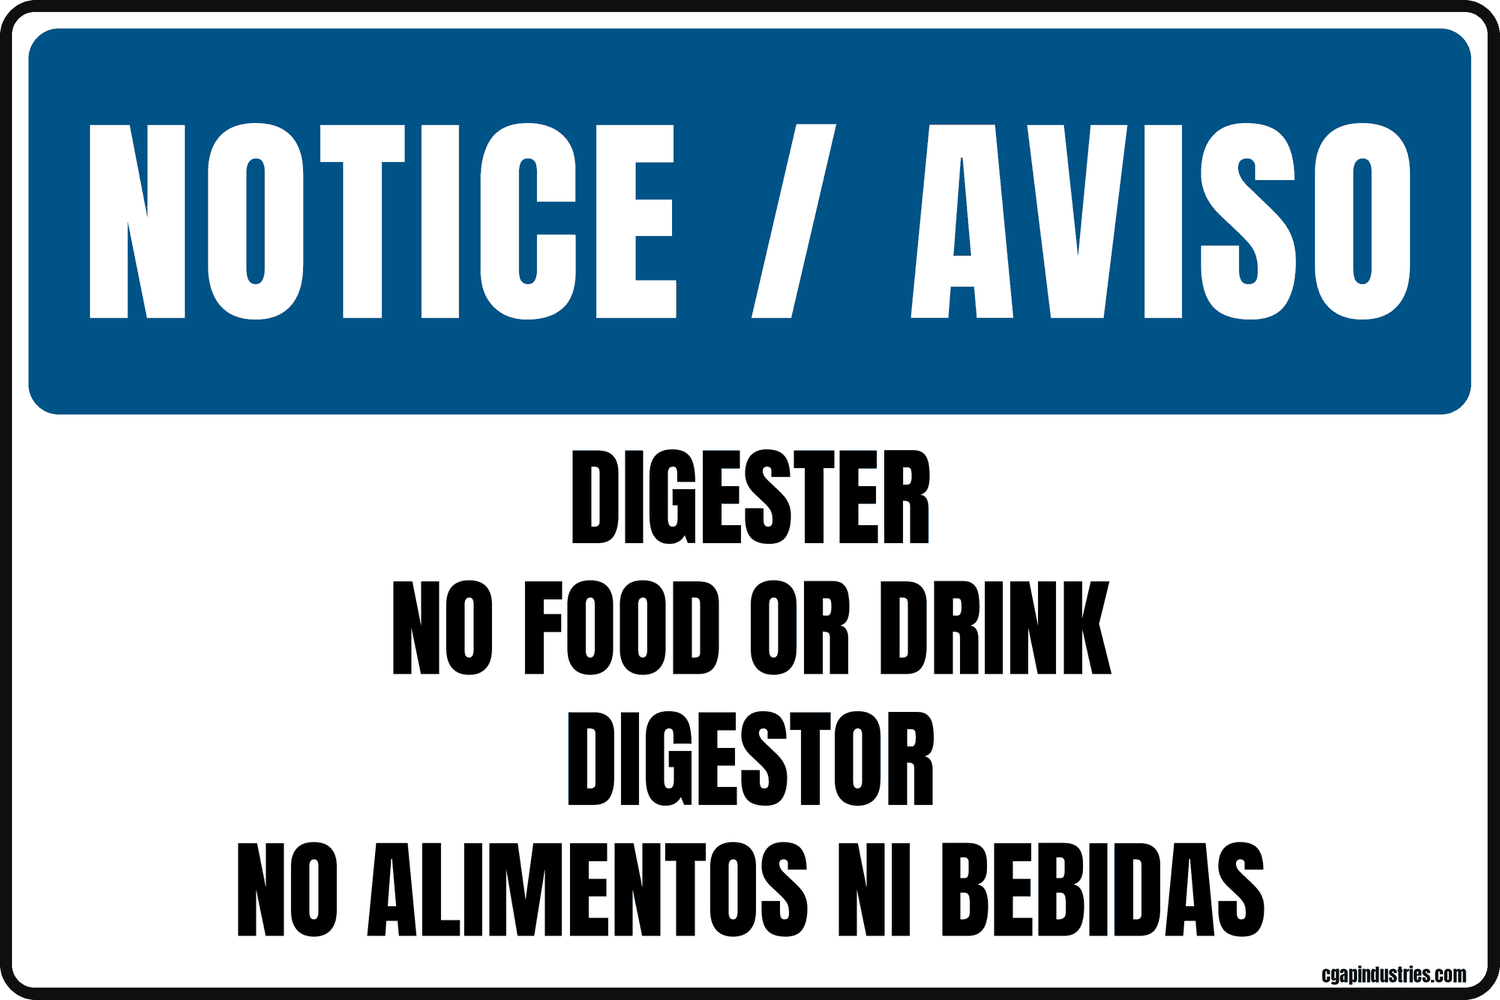 NOTICE / AVISO
DIGESTER
NO FOOD OR DRINK
DIGESTOR
NO ALIMENTOS NI BEBIDAS
cgapindustries.com